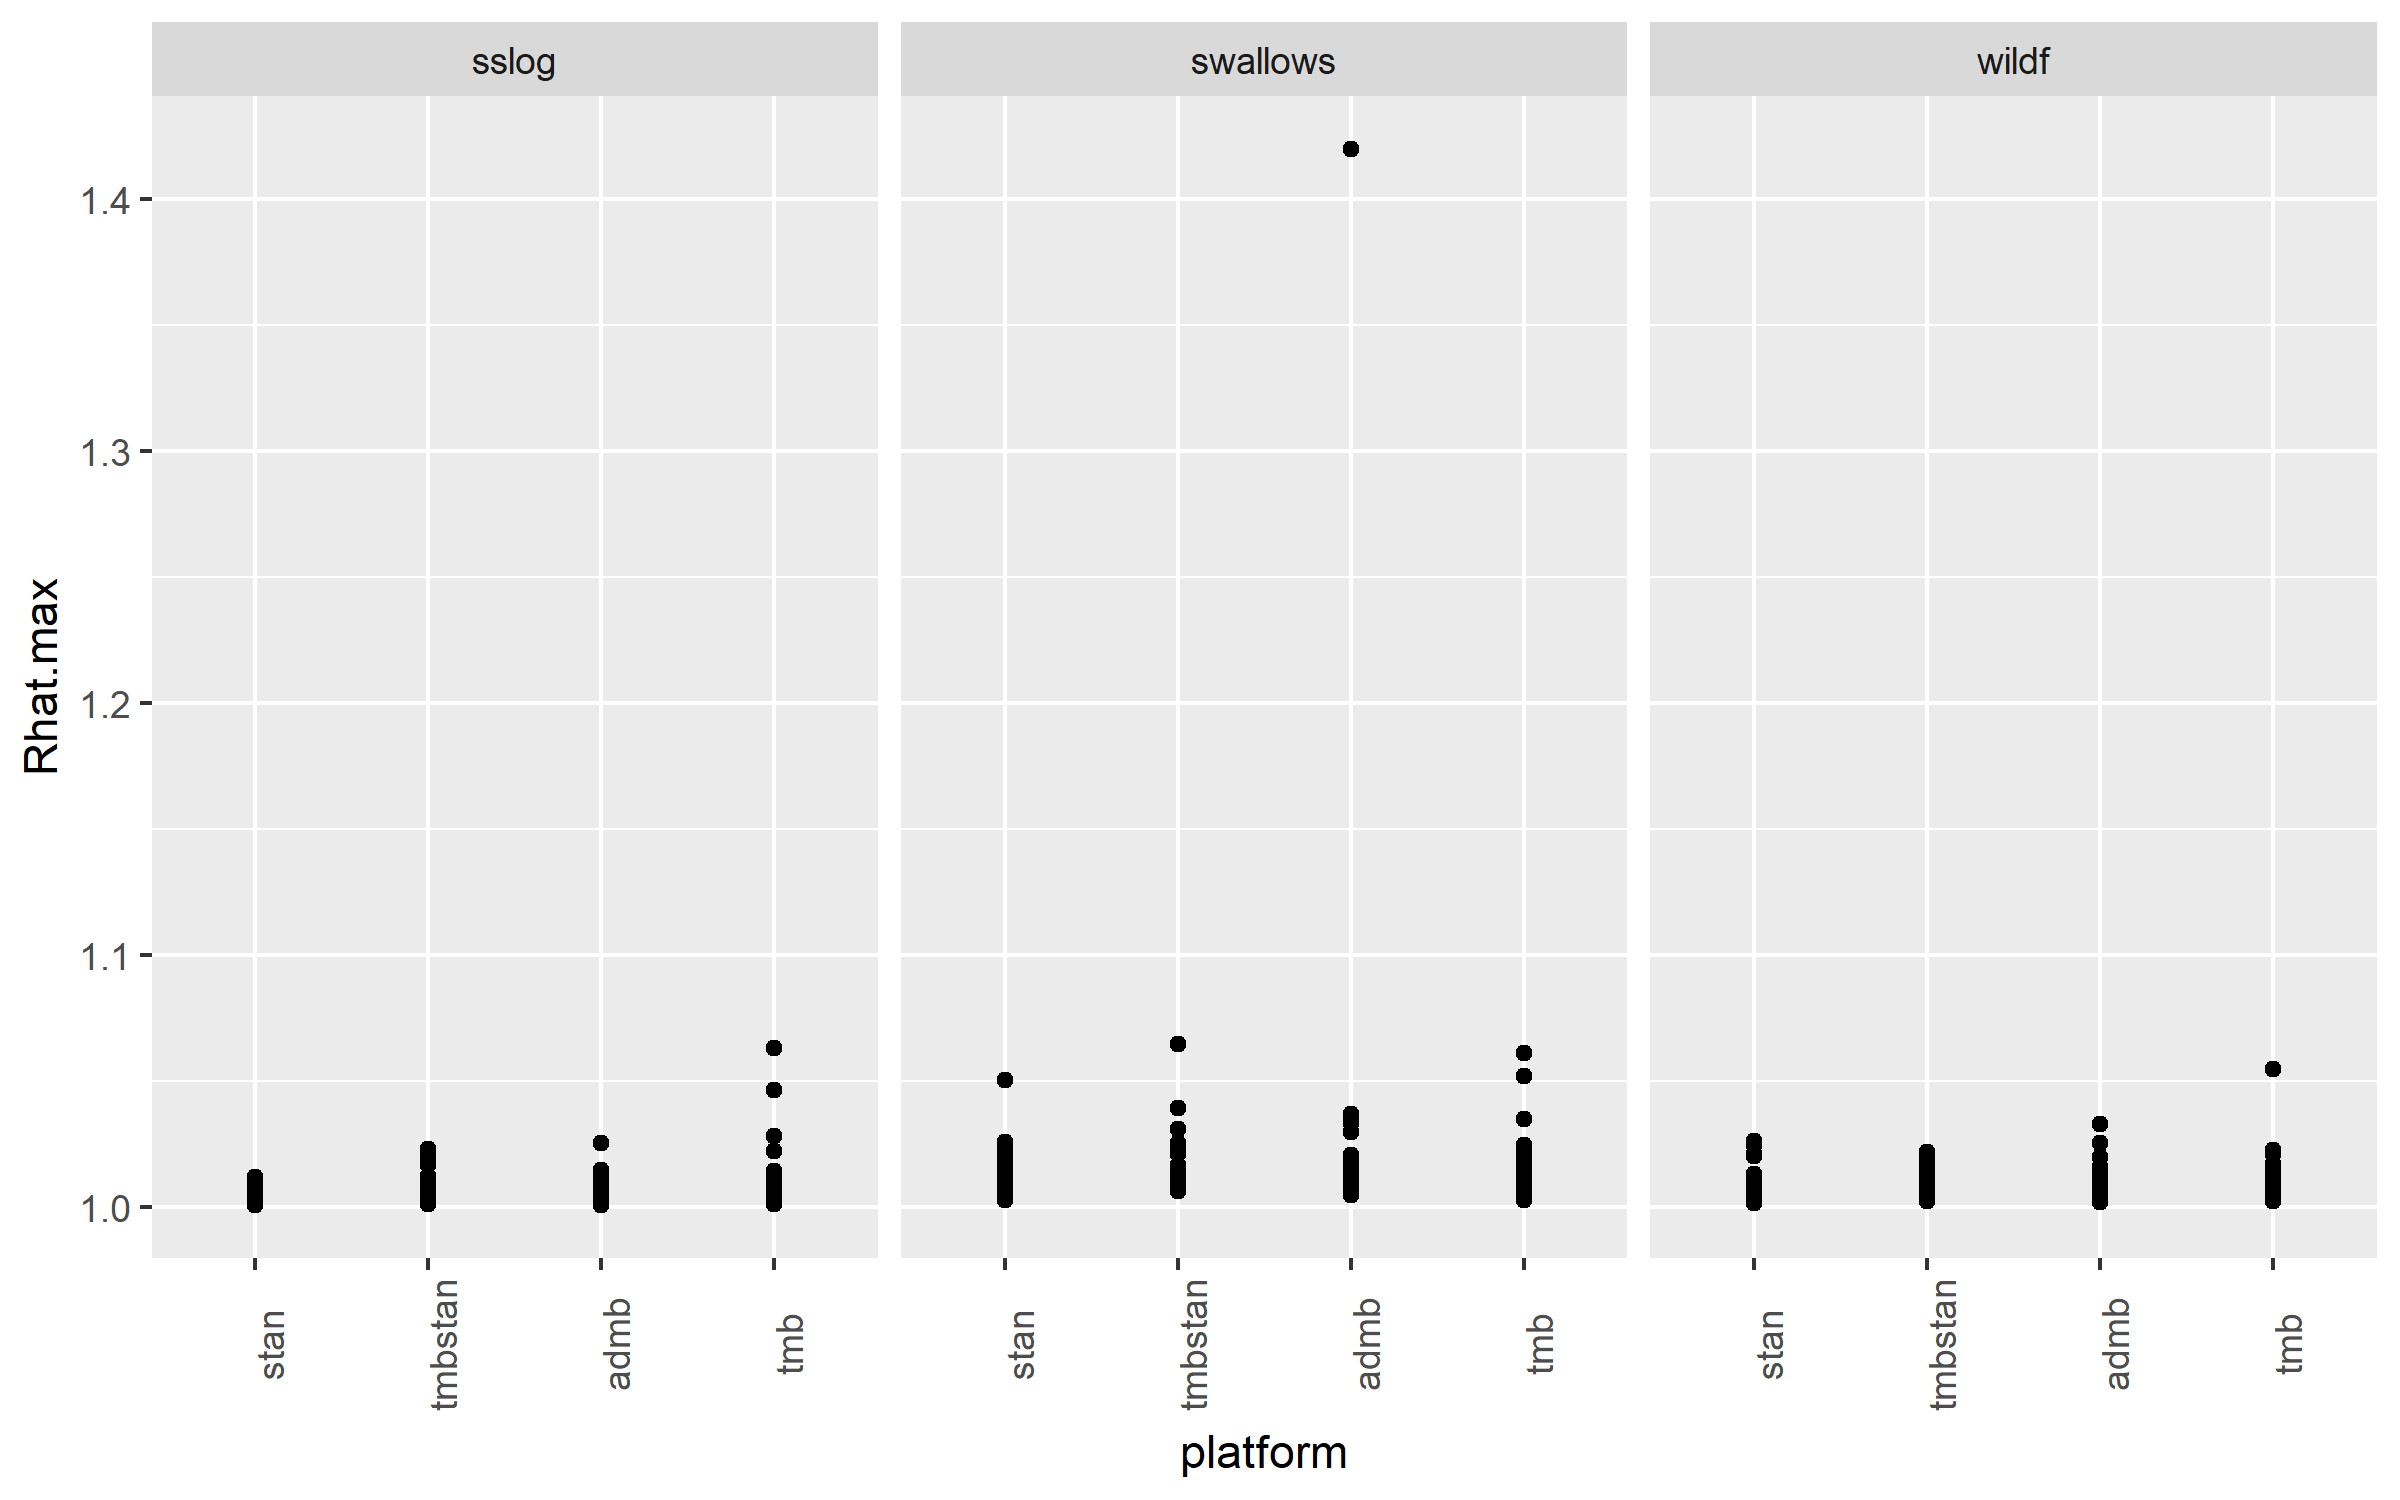 sslog swallows wildf
Rhat.max
1.4
1.3
1.2
1.1
1.0
stan tmbstan admb tmb stan tmbstan admb tmb stan tmbstan admb tmb
platform